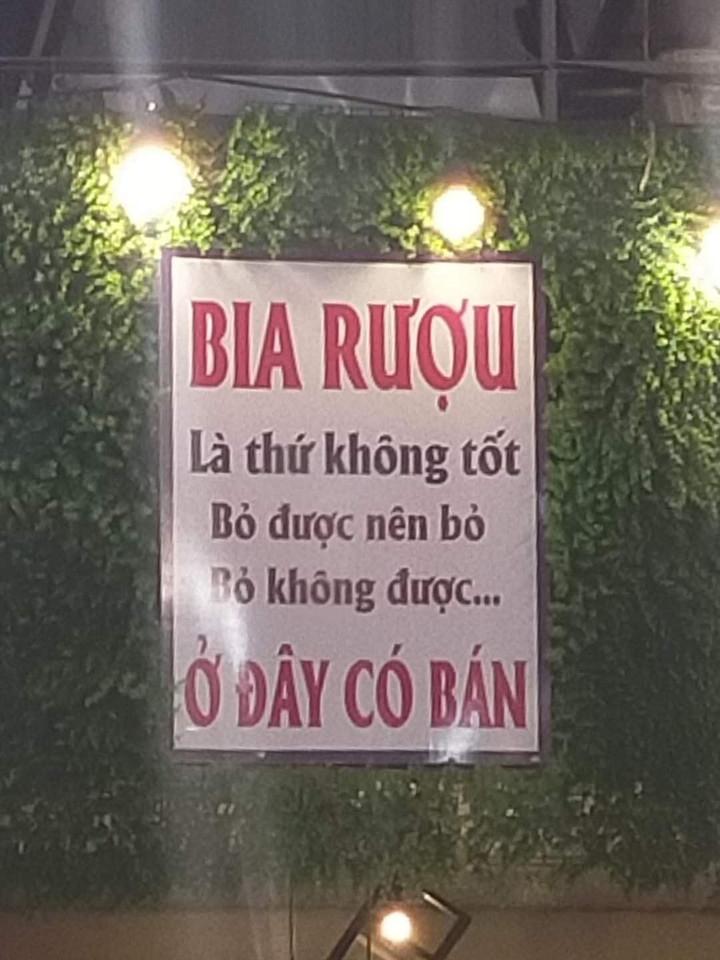 BIA RƯỢU
Là thứ không tốt
Bỏ được nên bỏ
Bỏ không được...
Ở ĐÂY CÓ BÁN